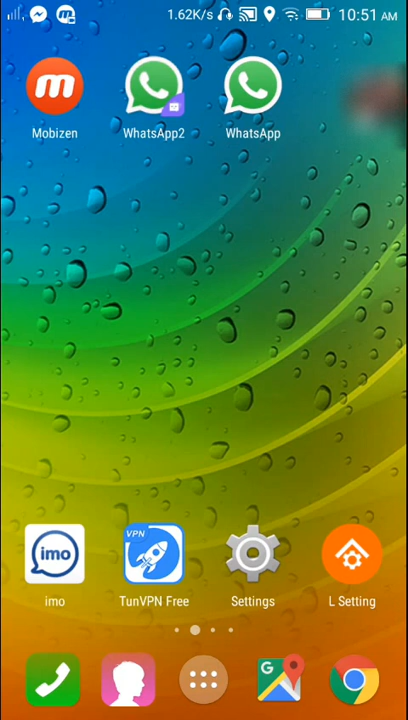 1.62K/s 10:51 AM
m
Mobizen WhatsApp2 WhatsApp
imo VPN
imo TunVPN Free Settings L Setting
G